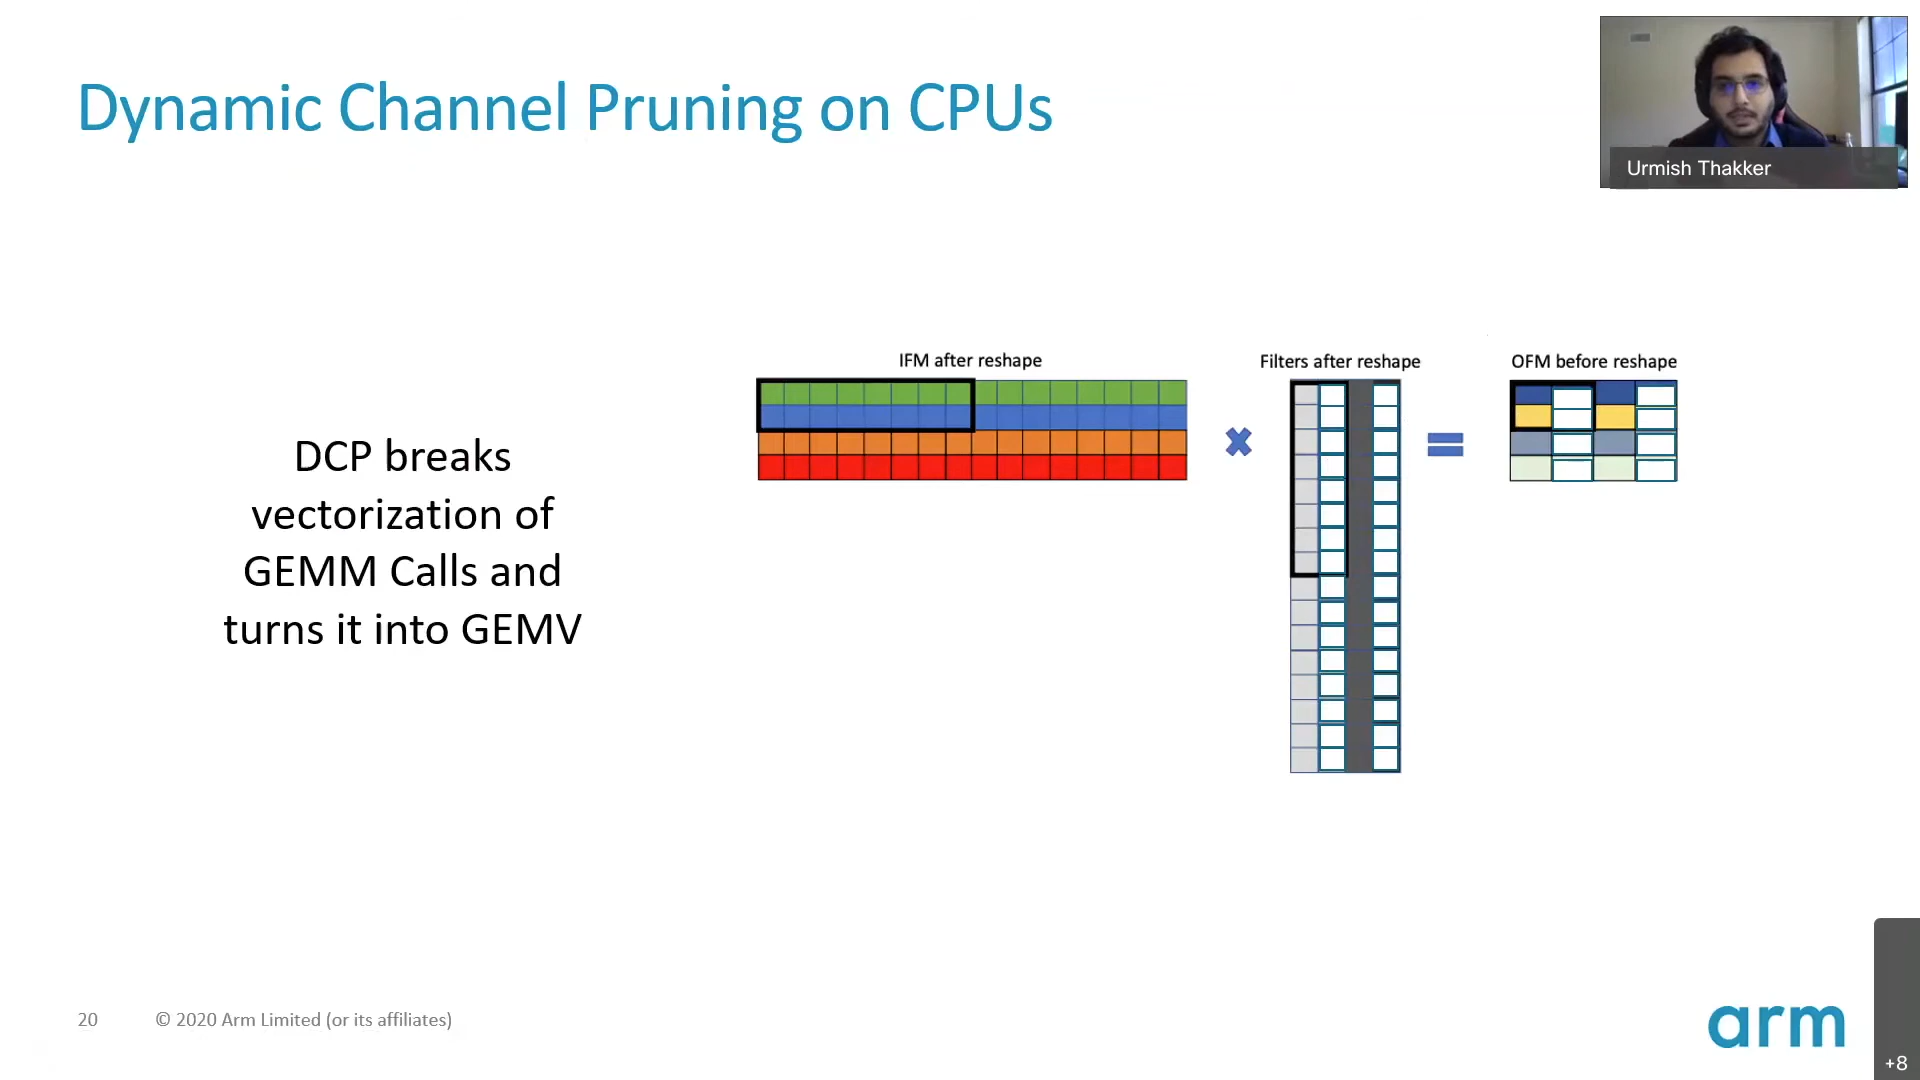 Dynamic Channel Pruning on CPUs
Urmish Thakker
IFM after reshape
Filters after reshape
OFM before reshape
DCP breaks
vectorization of
GEMM Calls and
turns it into GEMV
20
© 2020 Arm Limited (or its affiliates)
arm
+8